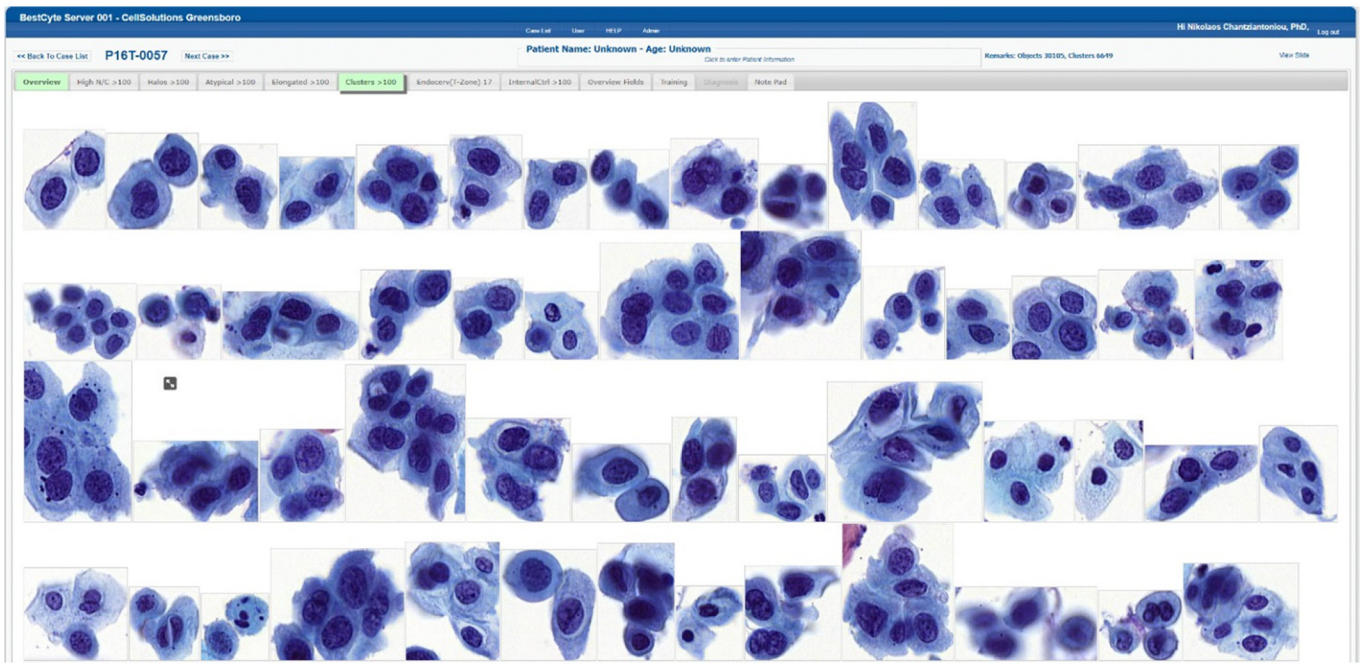 BestCyte Server 001 - CellSolutions Greensboro
Case List User HELP Admin
Hi Nikolaos Chantziantoniou, PhD, Log out
<< Back To Case List P16T-0057 Next Case >>
Patient Name: Unknown - Age: Unknown
Click to enter Patient Information
Remarks: Objects 30105, Clusters 6649
View Slide
Overview High N/C >100 Halos >100 Atypical >100 Elongated >100 Clusters >100 Endocerv[T-Zone] 17 InternalCtrl >100 Overview Fields Training Diagnosis Note Pad